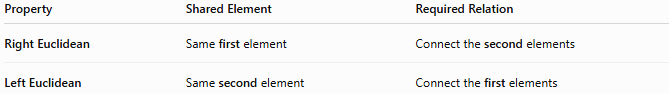 Property Shared Element Required Relation
Right Euclidean Same first element Connect the second elements
Left Euclidean Same second element Connect the first elements